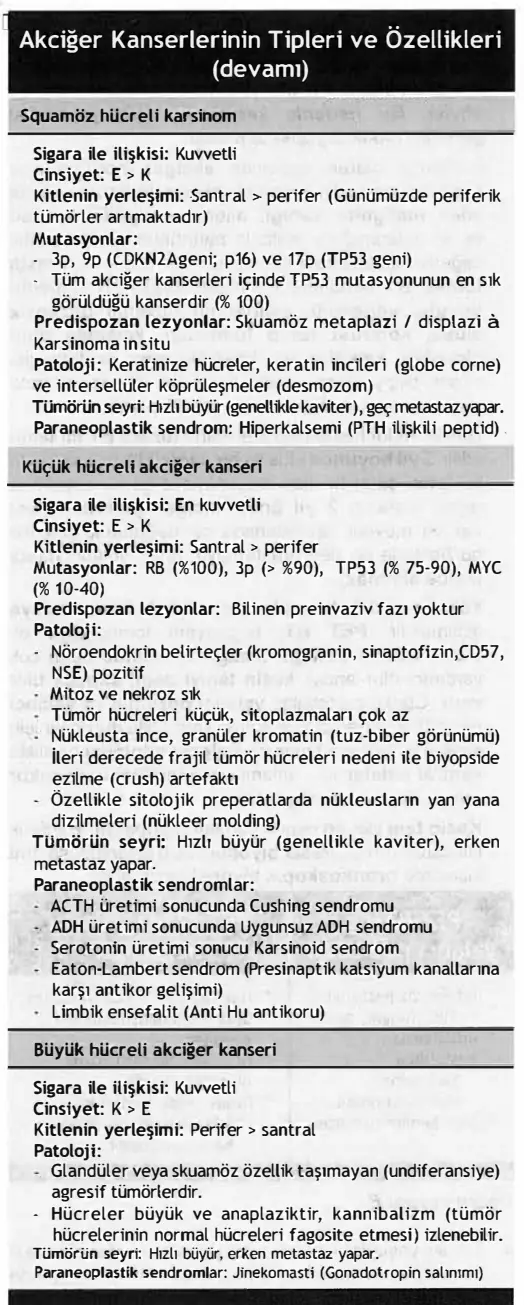 Akciğer Kanserlerinin Tipleri ve Özellikleri
(devamı)
Squamöz hücreli karsinom
Sigara ile ilişkisi: Kuvvetli
Cinsiyet: E > K
Kitlenin yerleşimi: Santral > perifer (Günümüzde periferik
tümörler artmaktadır)
Mutasyonlar:
- 3p, 9p (CDKN2Ageni; p16) ve 17p(TP53 geni)
- Tüm akciğer kanserleri içinde TP53 mutasyonunun en sık
görüldüğü kanserdir (% 100)
Predispozan lezyonlar: Skuamöz metaplazi / displazi à
Karsinoma in situ
Patoloji: Keratinize hücreler, keratin incileri (globe corne)
ve intersellüler köprüleşmeler (desmozom)
Tümörün seyri: Hızlı büyür (genellikle kaviter), geç metastaz yapar.
Paraneoplastik sendrom: Hiperkalsemi (PTH ilişkili peptid)
Küçük hücreli akciğer kanseri
Sigara ile ilişkisi: En kuvvetli
Cinsiyet: E > K
Kitlenin yerleşimi: Santral > perifer
Mutasyonlar: RB (%100), 3p (> %90), TP53 (% 75-90), MYC
(% 10-40)
Predispozan lezyonlar: Bilinen preinvaziv fazı yoktur
Patoloji:
- Nöroendokrin belirteçler (kromogranin, sinaptofizin,CD57,
NSE) pozitif
- Mitoz ve nekroz sık
- Tümör hücreleri küçük, sitoplazmaları çok az
- Nükleusta ince, granüler kromatin (tuz-biber görünümü)
- İleri derecede frajil tümör hücreleri nedeni ile biyopside
ezilme (crush) artefaktı
- Özellikle sitolojik preperatlarda nükleusların yan yana
dizilmeleri (nükleer molding)
Tümörün seyri: Hızlı büyür (genellikle kaviter), erken
metastaz yapar.
Paraneoplastik sendromlar:
- ACTH üretimi sonucunda Cushing sendromu
- ADH üretimi sonucunda Uygunsuz ADH sendromu
- Serotonin üretimi sonucu Karsinoid sendrom
- Eaton-Lambert sendrom (Presinaptik kalsiyum kanallarına
karşı antikor gelişimi)
- Limbik ensefalit (Anti Hu antikoru)
Büyük hücreli akciğer kanseri
Sigara ile ilişkisi: Kuvvetli
Cinsiyet: K > E
Kitlenin yerleşimi: Perifer > santral
Patoloji:
- Glandüler veya skuamöz özellik taşımayan (undiferansiye)
agresif tümörlerdir.
- Hücreler büyük ve anaplaziktir, kannibalizm (tümör
hücrelerinin normal hücreleri fagosite etmesi) izlenebilir.
Tümörün seyri: Hızlı büyür, erken metastaz yapar.
Paraneoplastik sendromlar: Jinekomasti (Gonadotropin salınımı)